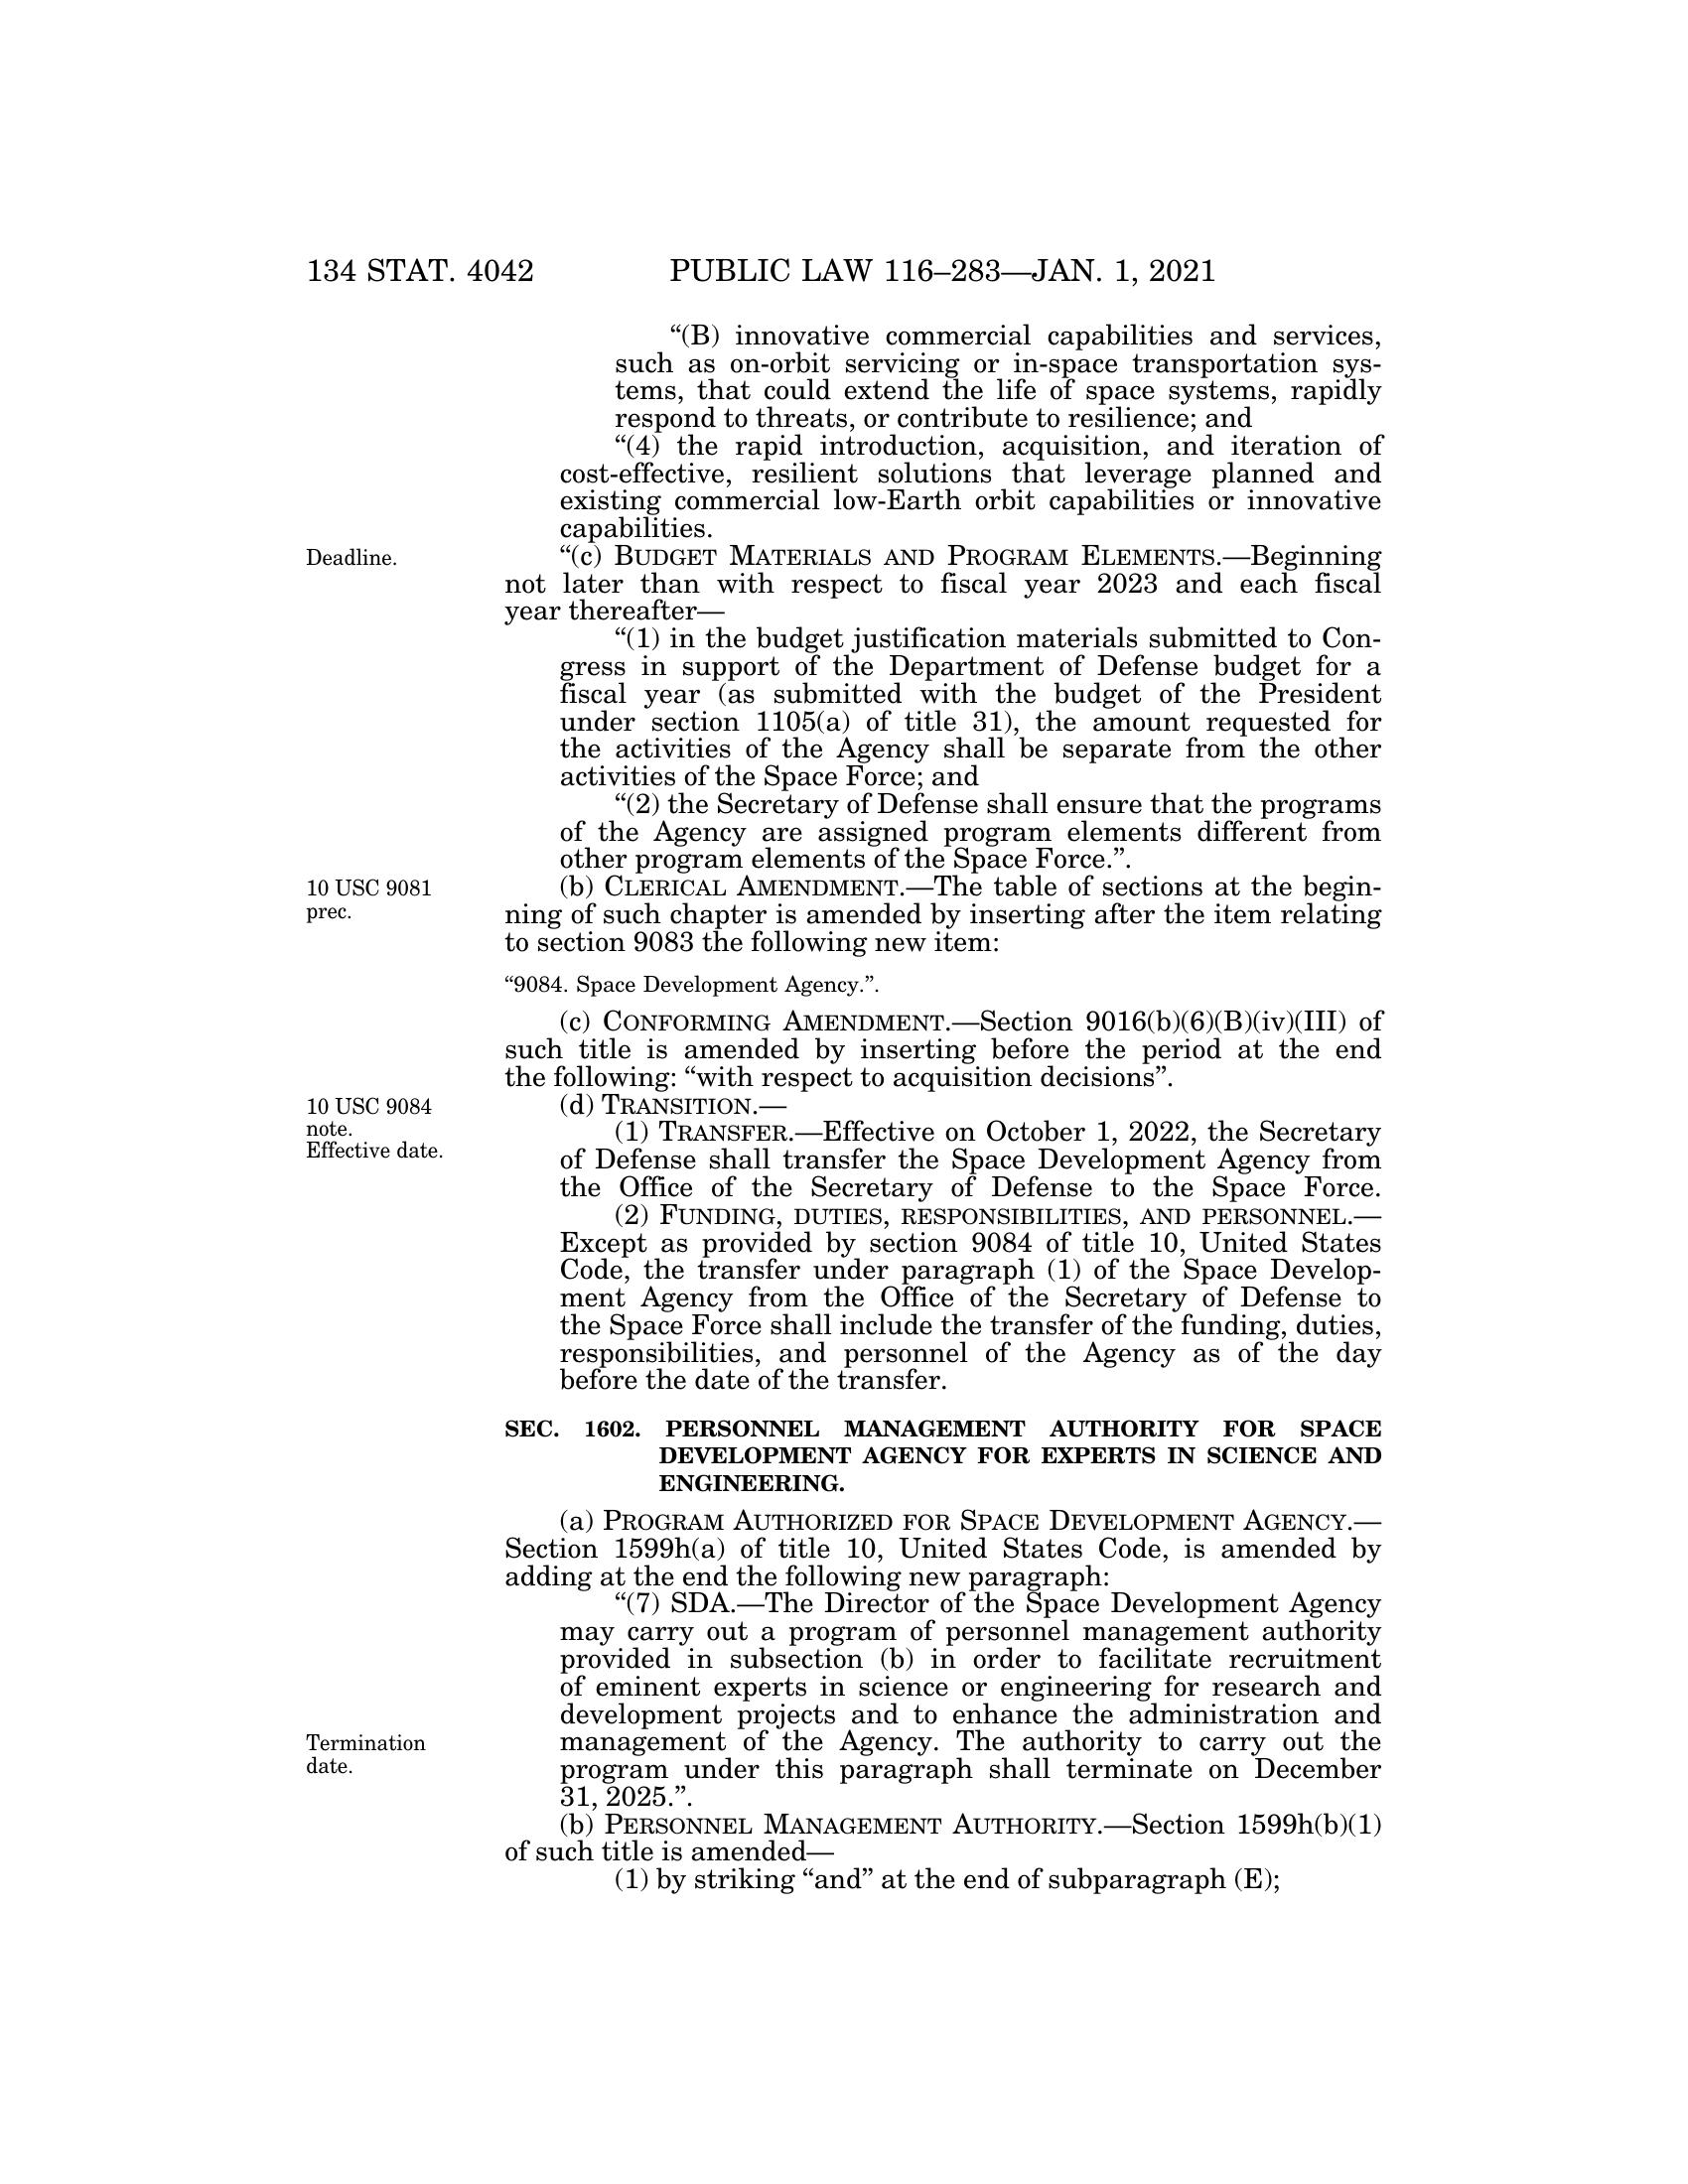 134 STAT. 4042
PUBLIC LAW 116–283—JAN. 1, 2021
“(B) innovative commercial capabilities and services,
such as on-orbit servicing or in-space transportation sys-
tems, that could extend the life of space systems, rapidly
respond to threats, or contribute to resilience; and
“(4) the rapid introduction, acquisition, and iteration of
cost-effective, resilient solutions that leverage planned and
existing commercial low-Earth orbit capabilities or innovative
capabilities.
Deadline.
“(c) BUDGET MATERIALS AND PROGRAM ELEMENTS.—Beginning
not later than with respect to fiscal year 2023 and each fiscal
year thereafter—
“(1) in the budget justification materials submitted to Con-
gress in support of the Department of Defense budget for a
fiscal year (as submitted with the budget of the President
under section 1105(a) of title 31), the amount requested for
the activities of the Agency shall be separate from the other
activities of the Space Force; and
“(2) the Secretary of Defense shall ensure that the programs
of the Agency are assigned program elements different from
other program elements of the Space Force.”.
10 USC 9081
prec.
(b) CLERICAL AMENDMENT.—The table of sections at the begin-
ning of such chapter is amended by inserting after the item relating
to section 9083 the following new item:
“9084. Space Development Agency.”.
(c) CONFORMING AMENDMENT.—Section 9016(b)(6)(B)(iv)(III) of
such title is amended by inserting before the period at the end
the following: “with respect to acquisition decisions”.
10 USC 9084
note.
Effective date.
(d) TRANSITION.—
(1) TRANSFER.—Effective on October 1, 2022, the Secretary
of Defense shall transfer the Space Development Agency from
the Office of the Secretary of Defense to the Space Force.
(2) FUNDING, DUTIES, RESPONSIBILITIES, AND PERSONNEL.—
Except as provided by section 9084 of title 10, United States
Code, the transfer under paragraph (1) of the Space Develop-
ment Agency from the Office of the Secretary of Defense to
the Space Force shall include the transfer of the funding, duties,
responsibilities, and personnel of the Agency as of the day
before the date of the transfer.
SEC. 1602. PERSONNEL MANAGEMENT AUTHORITY FOR SPACE
DEVELOPMENT AGENCY FOR EXPERTS IN SCIENCE AND
ENGINEERING.
(a) PROGRAM AUTHORIZED FOR SPACE DEVELOPMENT AGENCY.—
Section 1599h(a) of title 10, United States Code, is amended by
adding at the end the following new paragraph:
“(7) SDA.—The Director of the Space Development Agency
may carry out a program of personnel management authority
provided in subsection (b) in order to facilitate recruitment
of eminent experts in science or engineering for research and
development projects and to enhance the administration and
management of the Agency. The authority to carry out the
program under this paragraph shall terminate on December
31, 2025.”.
Termination
date.
(b) PERSONNEL MANAGEMENT AUTHORITY.—Section 1599h(b)(1)
of such title is amended—
(1) by striking “and” at the end of subparagraph (E);